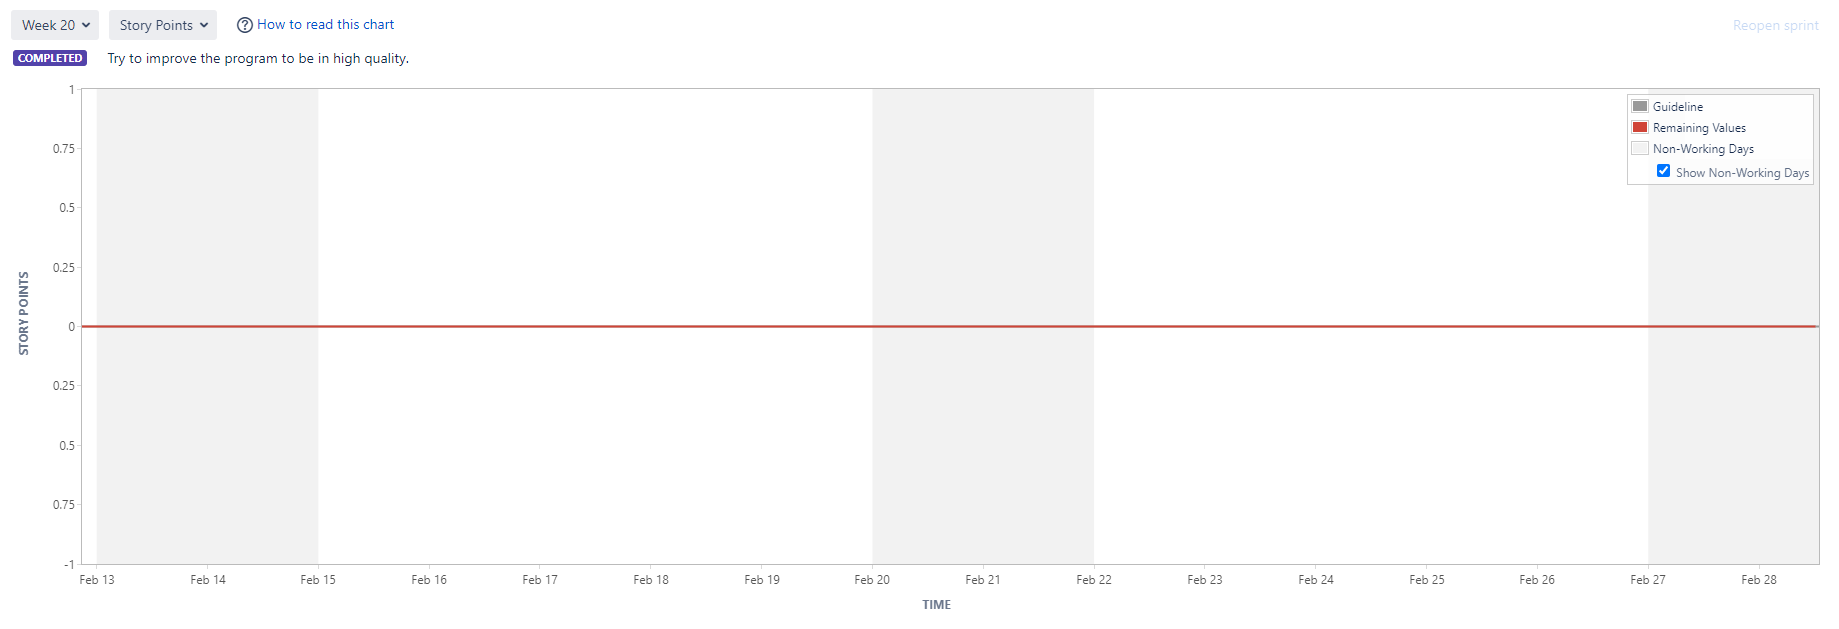 Week 20 Story Points ? How to read this chart Reopen sprint
COMPLETED Try to improve the program to be in high quality.
1
0.75
0.5
0.25
0
0.25
0.5
0.75
-1
STORY POINTS
Guideline
Remaining Values
Non-Working Days
Show Non-Working Days
Feb 13 Feb 14 Feb 15 Feb 16 Feb 17 Feb 18 Feb 19 Feb 20 Feb 21 Feb 22 Feb 23 Feb 24 Feb 25 Feb 26 Feb 27 Feb 28
TIME